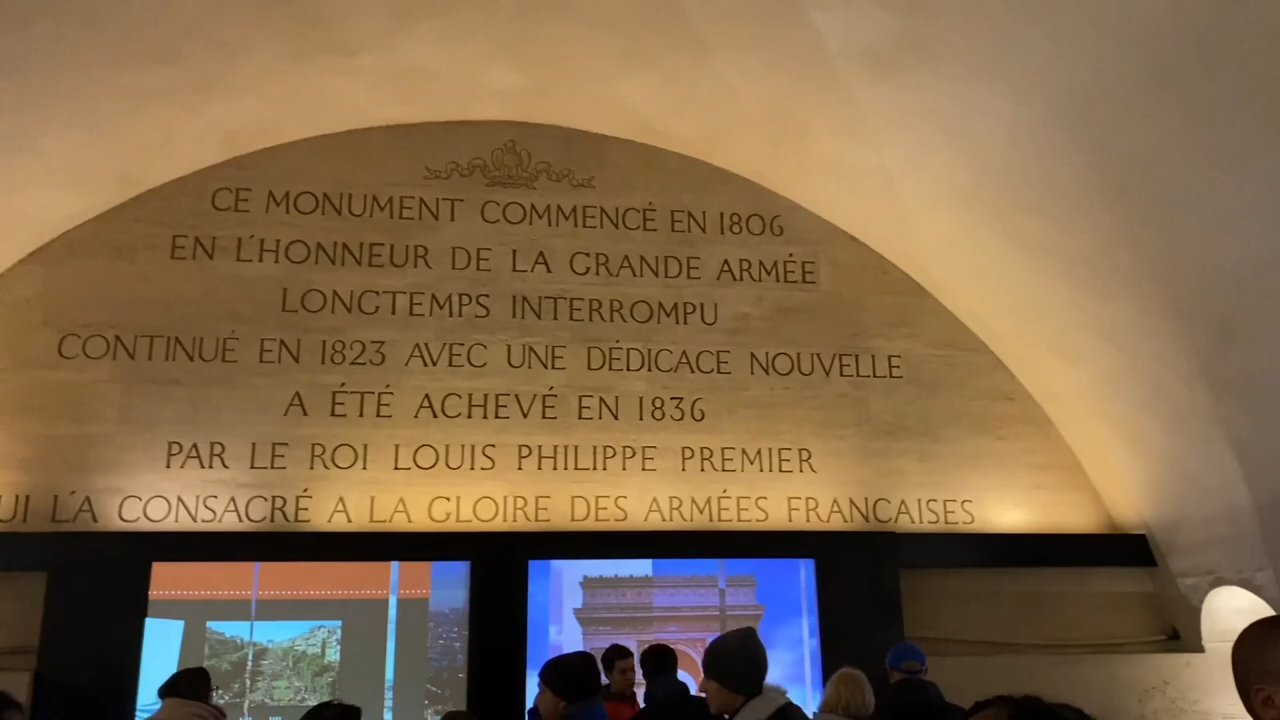 CE MONUMENT COMMENCÉ EN 1806
EN L'HONNEUR DE LA GRANDE ARMÉE
LONGTEMPS INTERROMPU
CONTINUÉ EN 1823 AVEC UNE DÉDICACE NOUVELLE
A ÉTÉ ACHEVÉ EN 1836
PAR LE ROI LOUIS PHILIPPE PREMIER
UI L'A CONSACRÉ A LA GLOIRE DES ARMÉES FRANCAISES